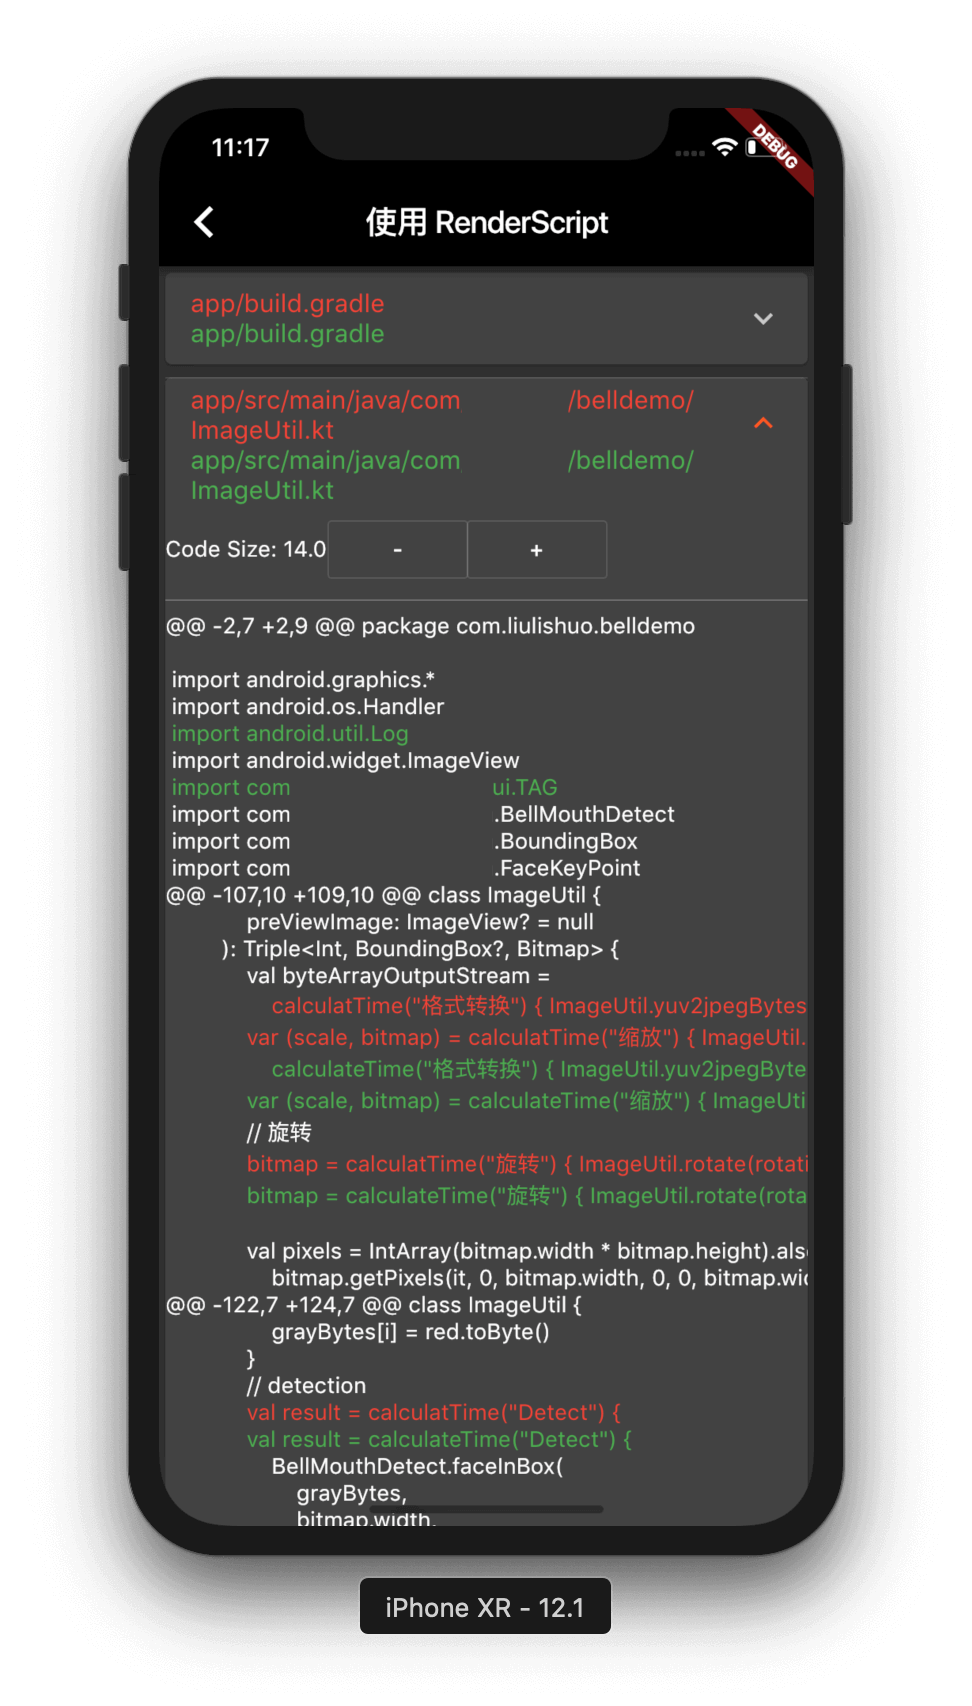 11:17
DEBUG
使用 RenderScript
app/build.gradle
app/build.gradle
app/src/main/java/com /belldemo/
ImageUtil.kt
app/src/main/java/com /belldemo/
ImageUtil.kt
Code Size: 14.0 - +
@@ -2,7 +2,9 @@ package com.liulishuo.belldemo
import android.graphics.*
import android.os.Handler
import android.util.Log
import android.widget.ImageView
import com ui.TAG
import com .BellMouthDetect
import com .BoundingBox
import com .FaceKeyPoint
@@ -107,10 +109,10 @@ class ImageUtil {
preViewImage: ImageView? = null
): Triple<Int, BoundingBox?, Bitmap> {
val byteArrayOutputStream =
calculatTime("格式转换") { ImageUtil.yuv2jpegBytes
var (scale, bitmap) = calculatTime("缩放") { ImageUtil.
calculateTime("格式转换") { ImageUtil.yuv2jpegByte
var (scale, bitmap) = calculateTime("缩放") { ImageUti
// 旋转
bitmap = calculatTime("旋转") { ImageUtil.rotate(rotati
bitmap = calculateTime("旋转") { ImageUtil.rotate(rota
val pixels = IntArray(bitmap.width * bitmap.height).als
bitmap.getPixels(it, 0, bitmap.width, 0, 0, bitmap.wi
@@ -122,7 +124,7 @@ class ImageUtil {
grayBytes[i] = red.toByte()
}
// detection
val result = calculatTime("Detect") {
val result = calculateTime("Detect") {
BellMouthDetect.faceInBox(
grayBytes,
bitmap.width,
iPhone XR - 12.1